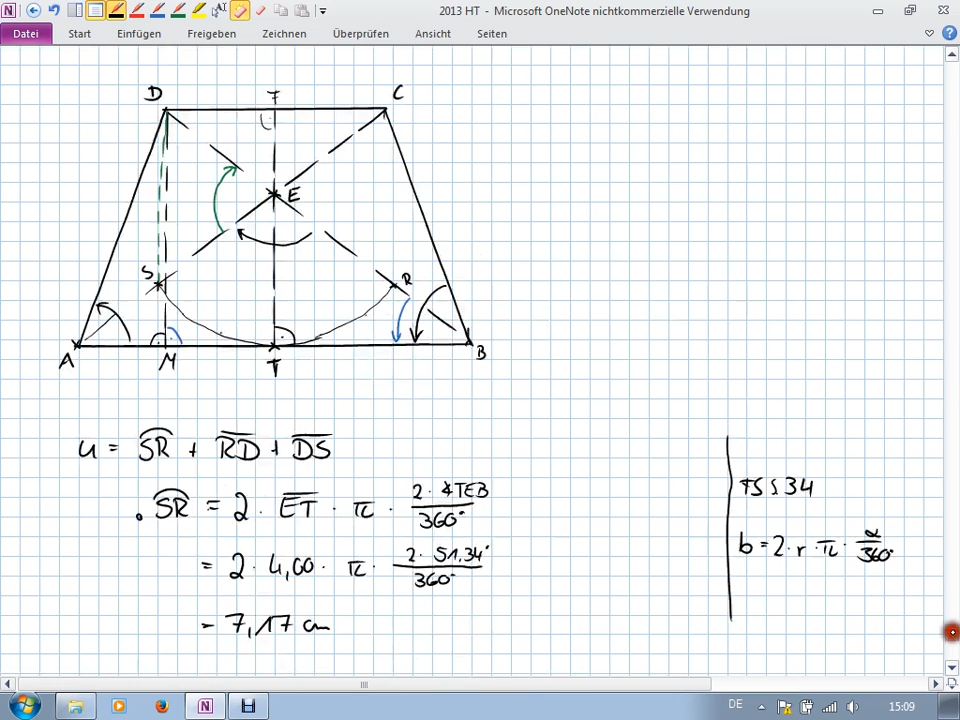 2013 HT - Microsoft OneNote nichtkommerzielle Verwendung
Datei Start Einfügen Freigeben Zeichnen Überprüfen Ansicht Seiten
D F C
E
S R
A M T B
u = SR + RD + DS
SR = 2 · ET · π · 2 · ∢TEB / 360°
= 2 · 4,00 · π · 2 · 51,34° / 360°
= 7,17 cm
FS S 34
b = 2 · r · π · α / 360°
DE 15:09